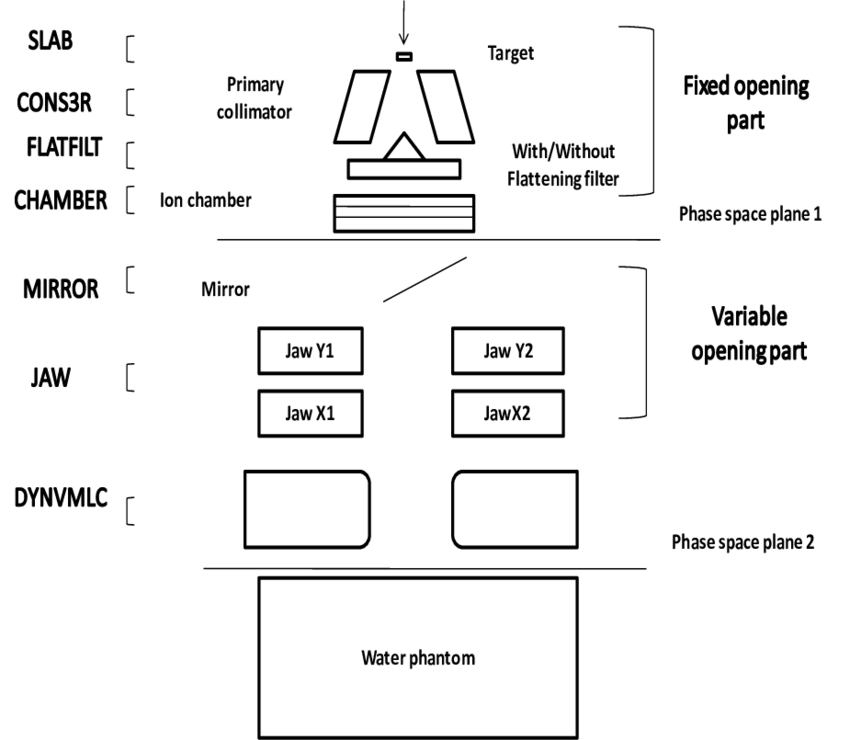 SLAB
Target
Primary
collimator
Fixed opening
part
CONS3R
FLATFILT
With/Without
Flattening filter
CHAMBER
Ion chamber
Phase space plane 1
MIRROR
Mirror
Variable
opening part
Jaw Y1
Jaw Y2
JAW
Jaw X1
JawX2
DYNVMLC
Phase space plane 2
Water phantom